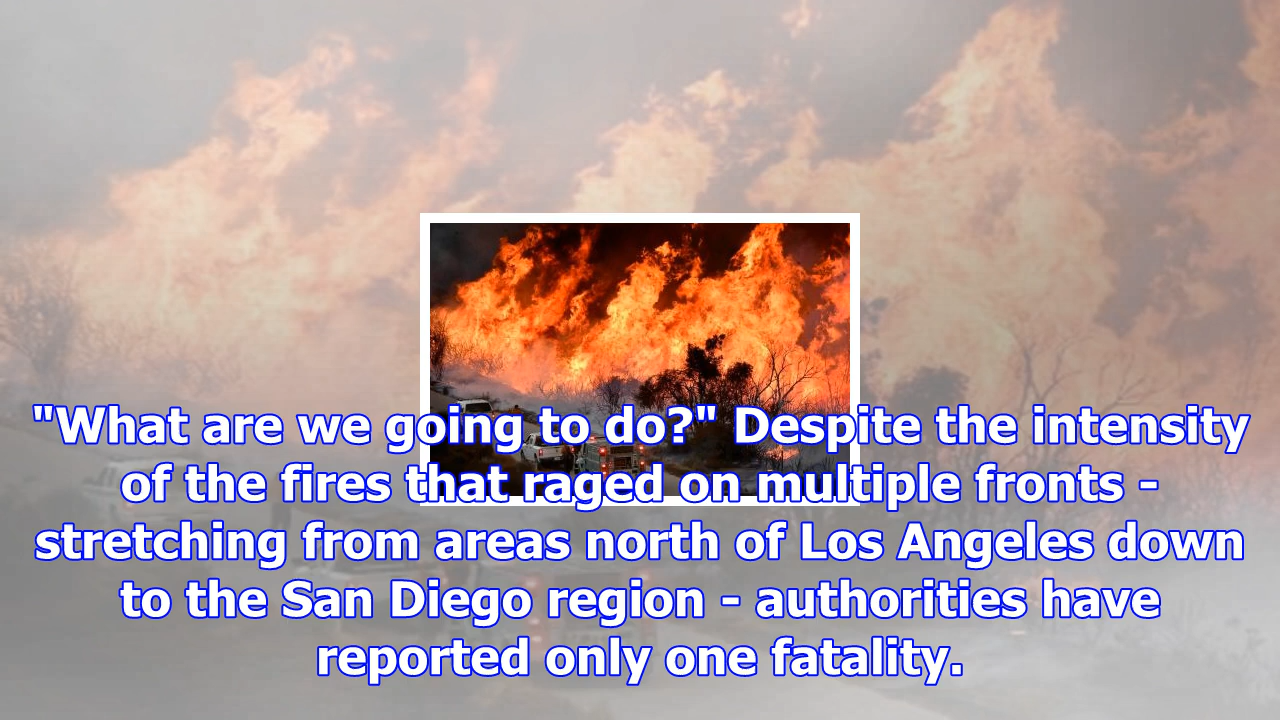 "What are we going to do?" Despite the intensity
of the fires that raged on multiple fronts -
stretching from areas north of Los Angeles down
to the San Diego region - authorities have
reported only one fatality.